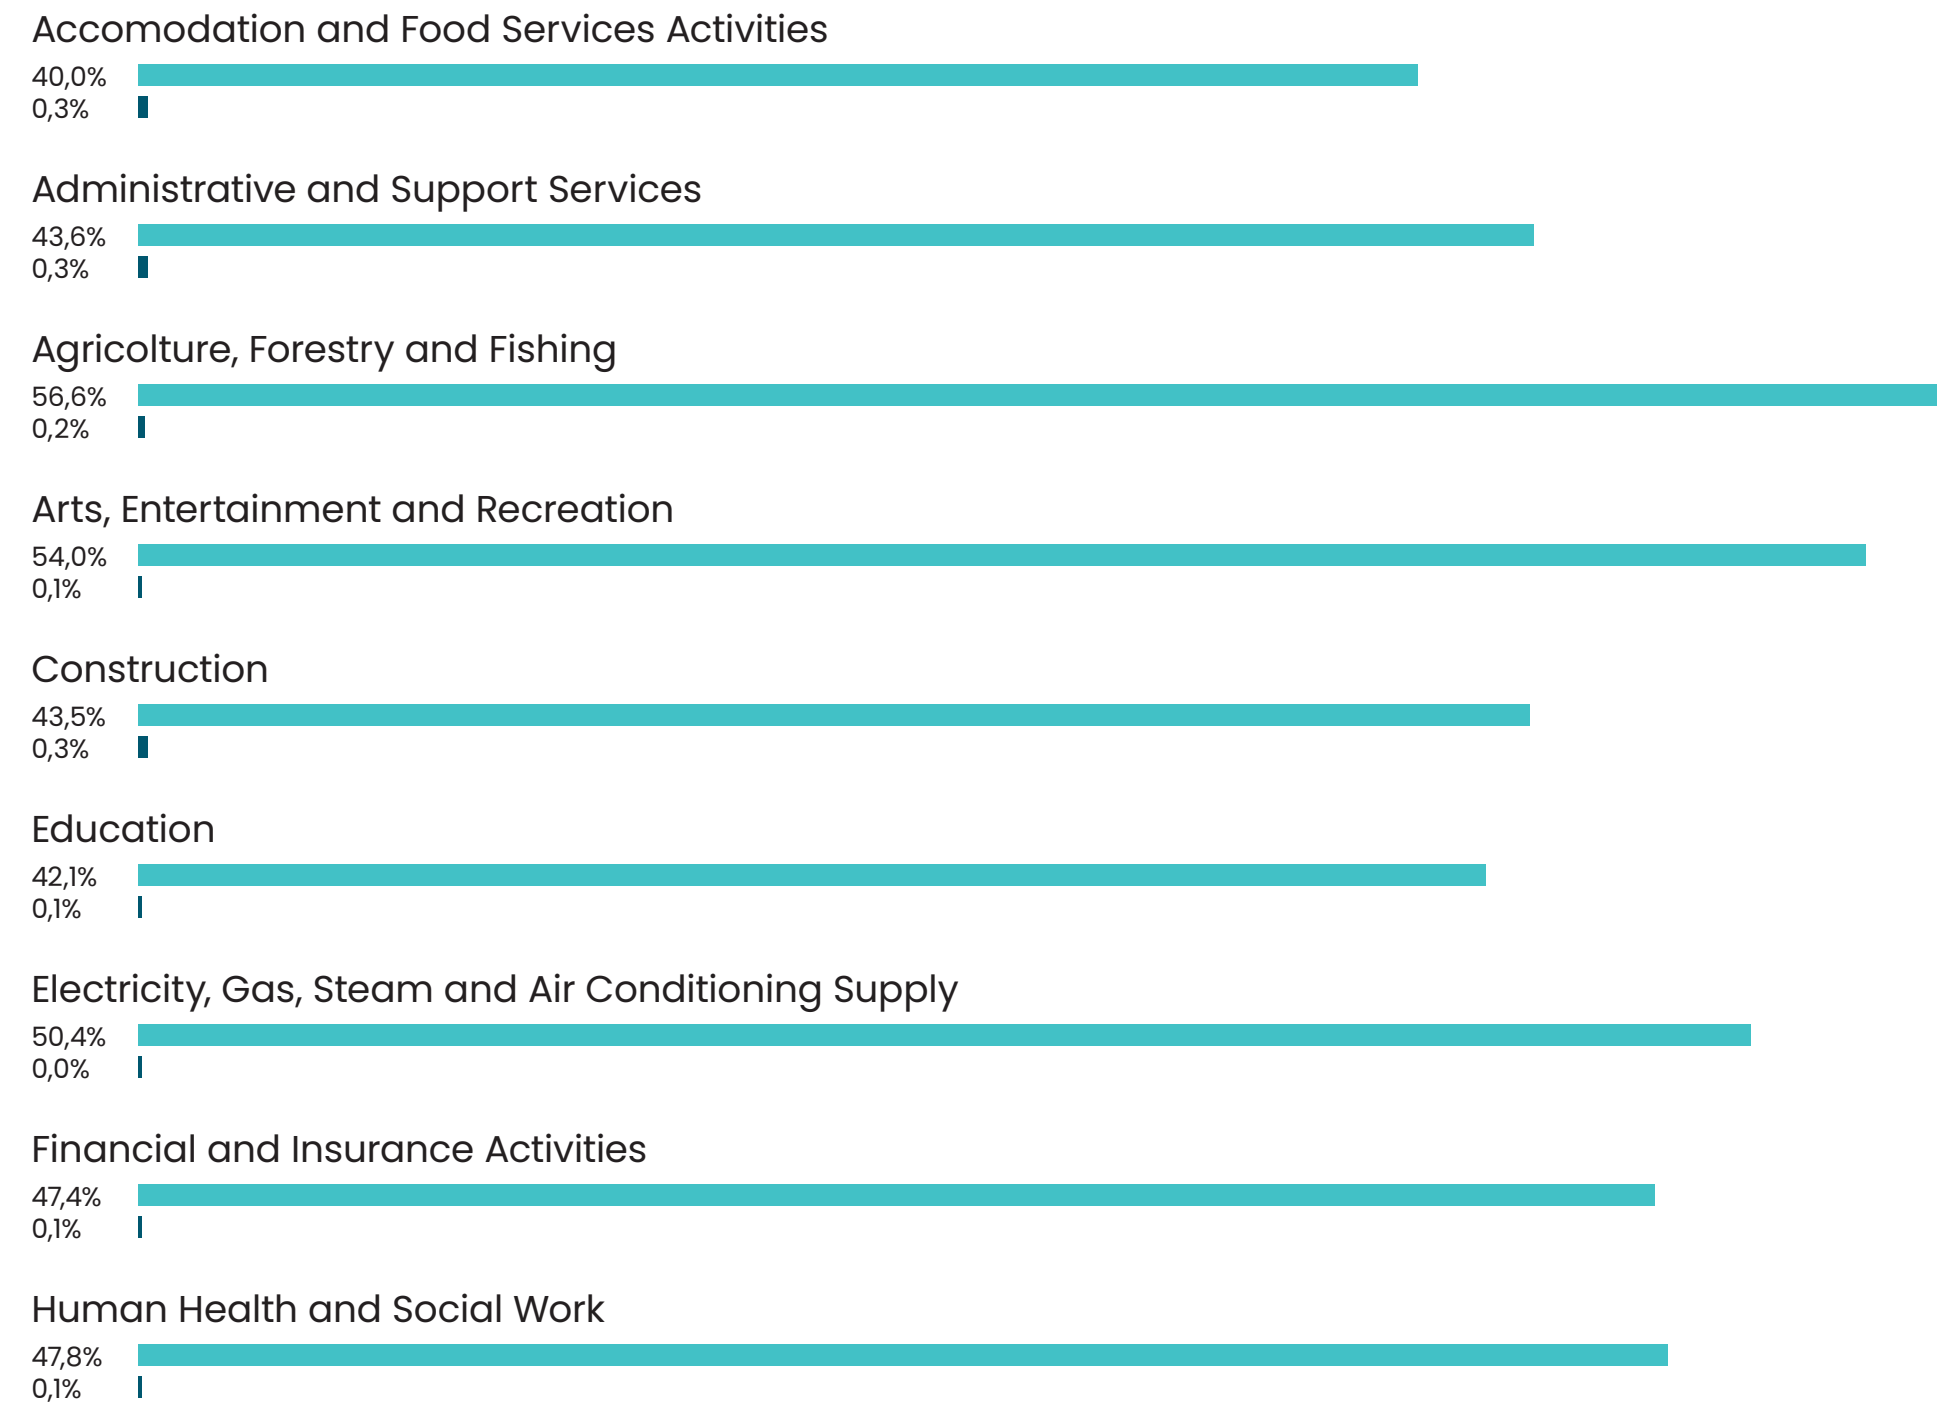 Accomodation and Food Services Activities
40,0%
0,3%
Administrative and Support Services
43,6%
0,3%
Agricolture, Forestry and Fishing
56,6%
0,2%
Arts, Entertainment and Recreation
54,0%
0,1%
Construction
43,5%
0,3%
Education
42,1%
0,1%
Electricity, Gas, Steam and Air Conditioning Supply
50,4%
0,0%
Financial and Insurance Activities
47,4%
0,1%
Human Health and Social Work
47,8%
0,1%